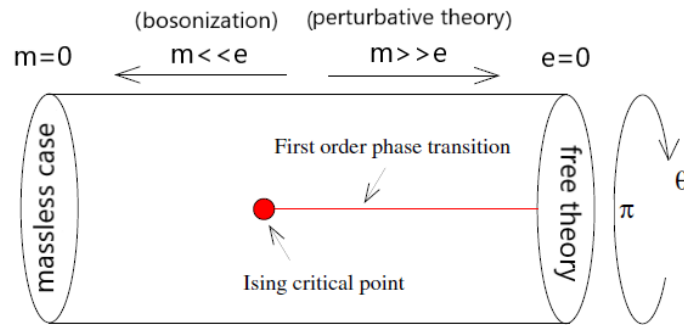 (bosonization) (perturbative theory)
m=0 m<<e m>>e e=0
massless case
First order phase transition
free theory
π
θ
Ising critical point